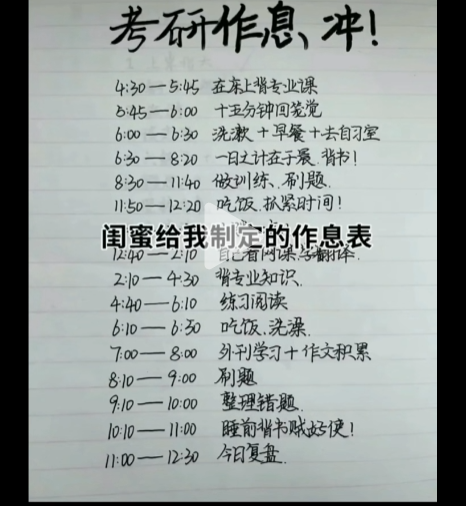 考研作息、冲!
4:30—5:45 在床上背专业课
5:45—6:00 十五分钟回笼觉
6:00—6:30 洗漱+早餐+去自习室
6:30—8:20 一日之计在于晨、背书!
8:30—11:40 做训练、刷题.
11:50—12:20 吃饭、抓紧时间!
闺蜜给我制定的作息表
12:40—2:10 自己看网课
2:10—4:30 背专业知识、
4:40—6:10 练习阅读
6:10—6:30 吃饭、洗澡.
7:00—8:00 外刊学习+作文积累
8:10—9:00 刷题
9:10—10:00 整理错题.
10:10—11:00 睡前背书贼好使!
11:00—12:30 今日复盘.